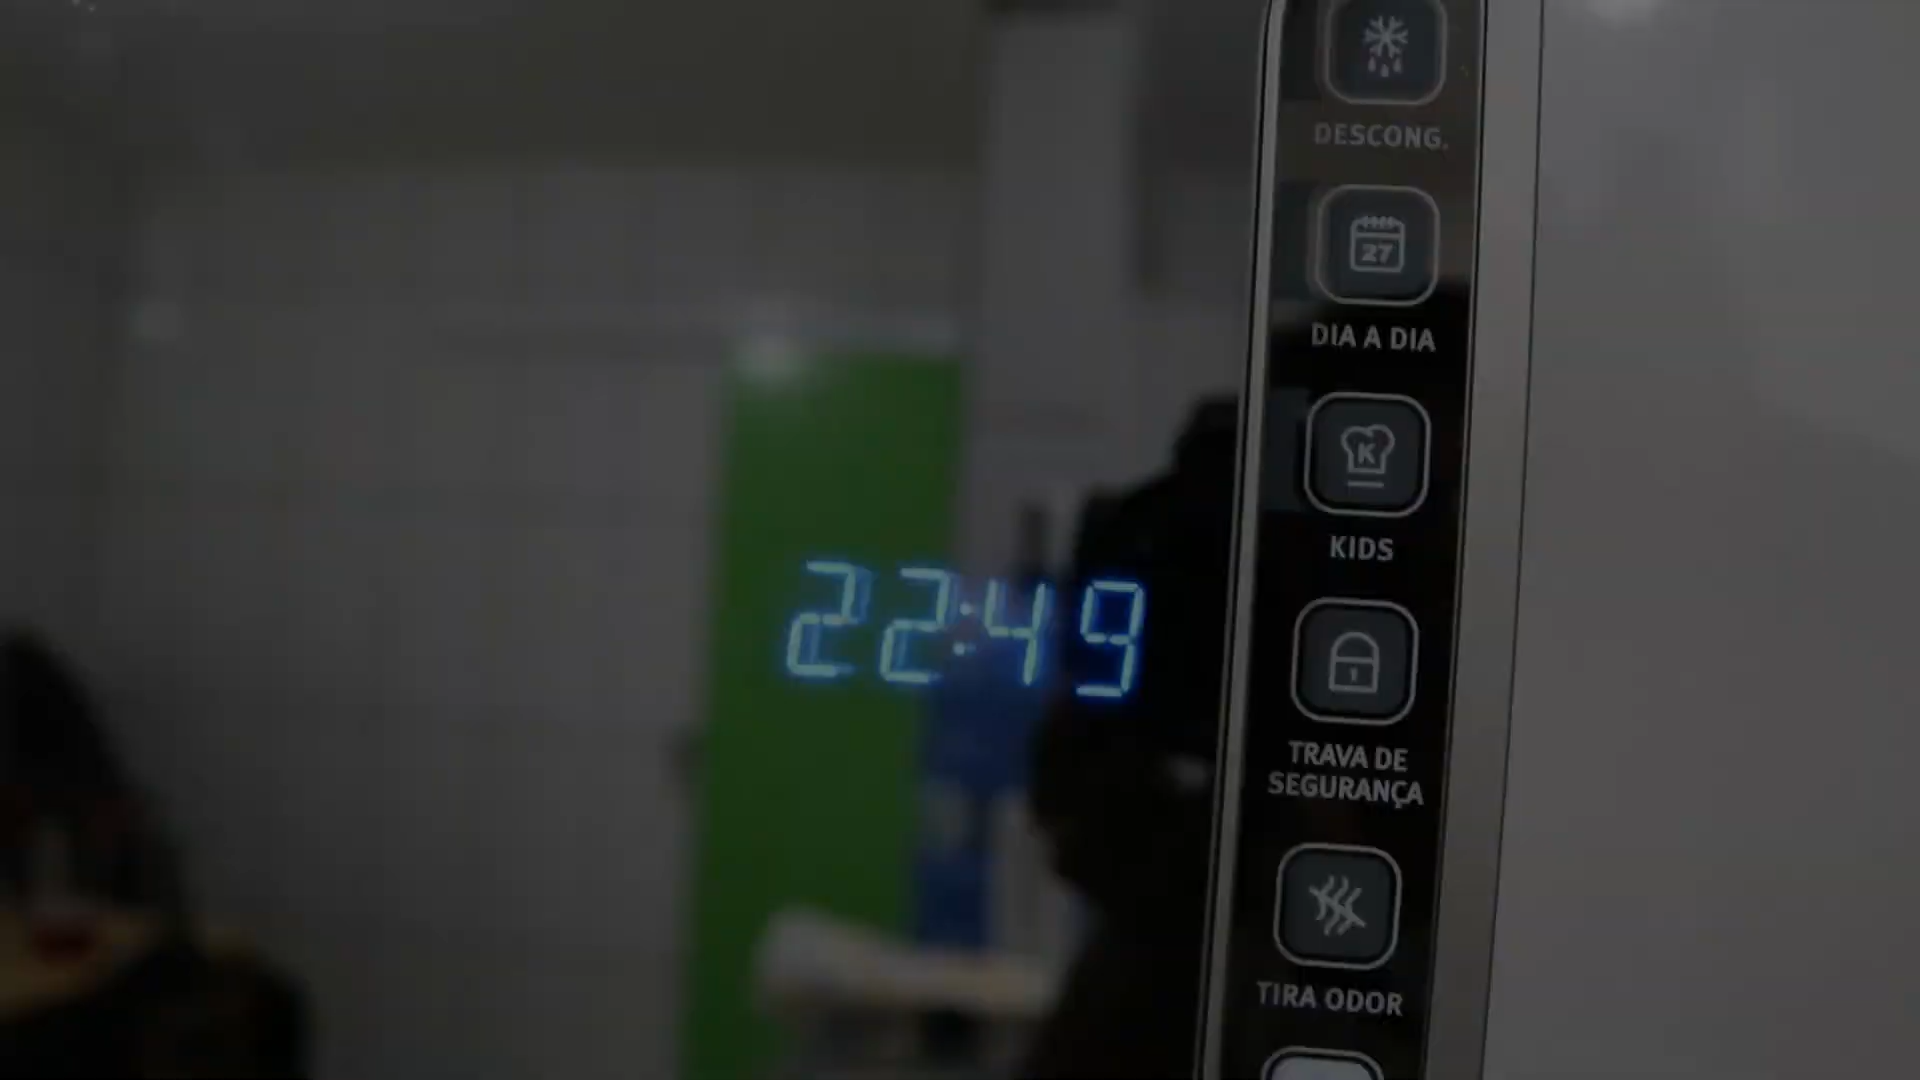 DESCONG.
27
DIA A DIA
K
KIDS
22:49
TRAVA DE
SEGURANÇA
TIRA ODOR